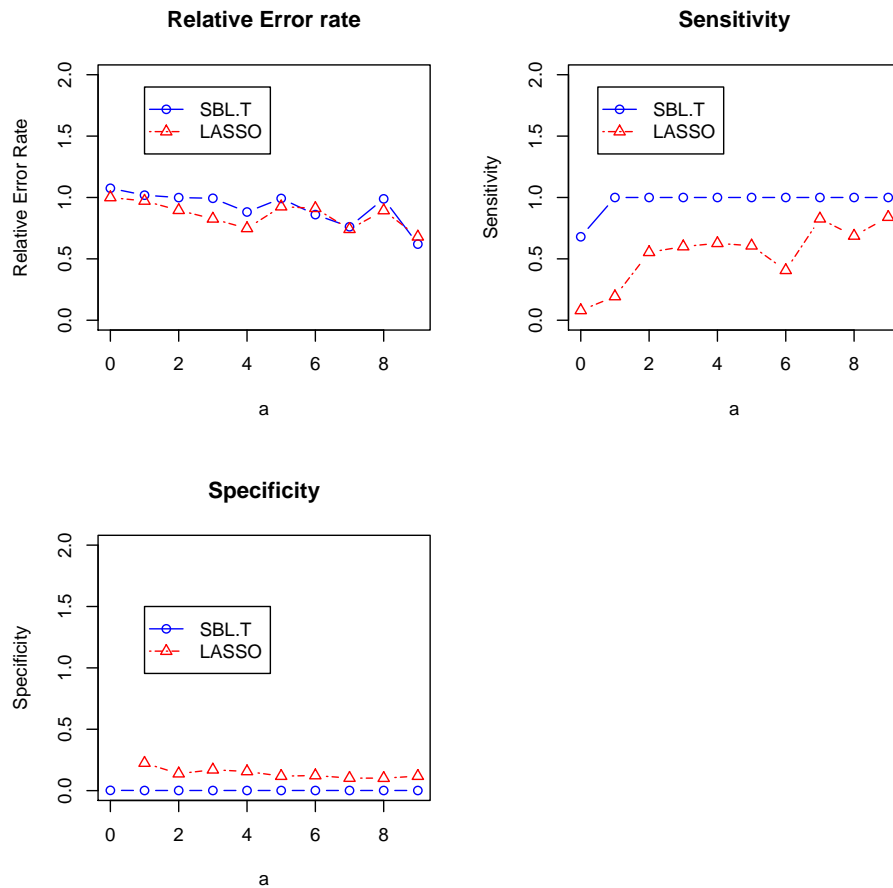 Relative Error rate
2.0
1.5
1.0
0.5
0.0
Relative Error Rate
SBL.T
LASSO
0 2 4 6 8
a
Sensitivity
2.0
1.5
1.0
0.5
0.0
Sensitivity
SBL.T
LASSO
0 2 4 6 8
a
Specificity
2.0
1.5
1.0
0.5
0.0
Specificity
SBL.T
LASSO
0 2 4 6 8
a